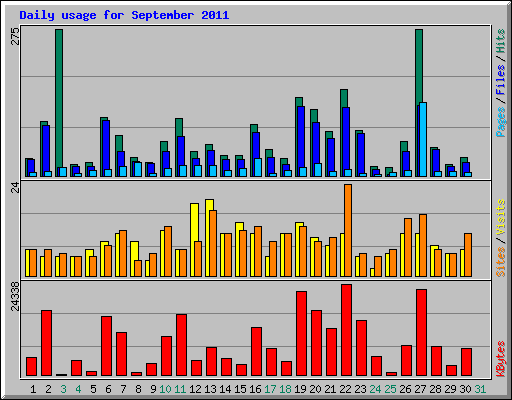 Daily usage for September 2011
275
Pages / Files / Hits
24
Sites / Visits
24338
KBytes
1 2 3 4 5 6 7 8 9 10 11 12 13 14 15 16 17 18 19 20 21 22 23 24 25 26 27 28 29 30 31